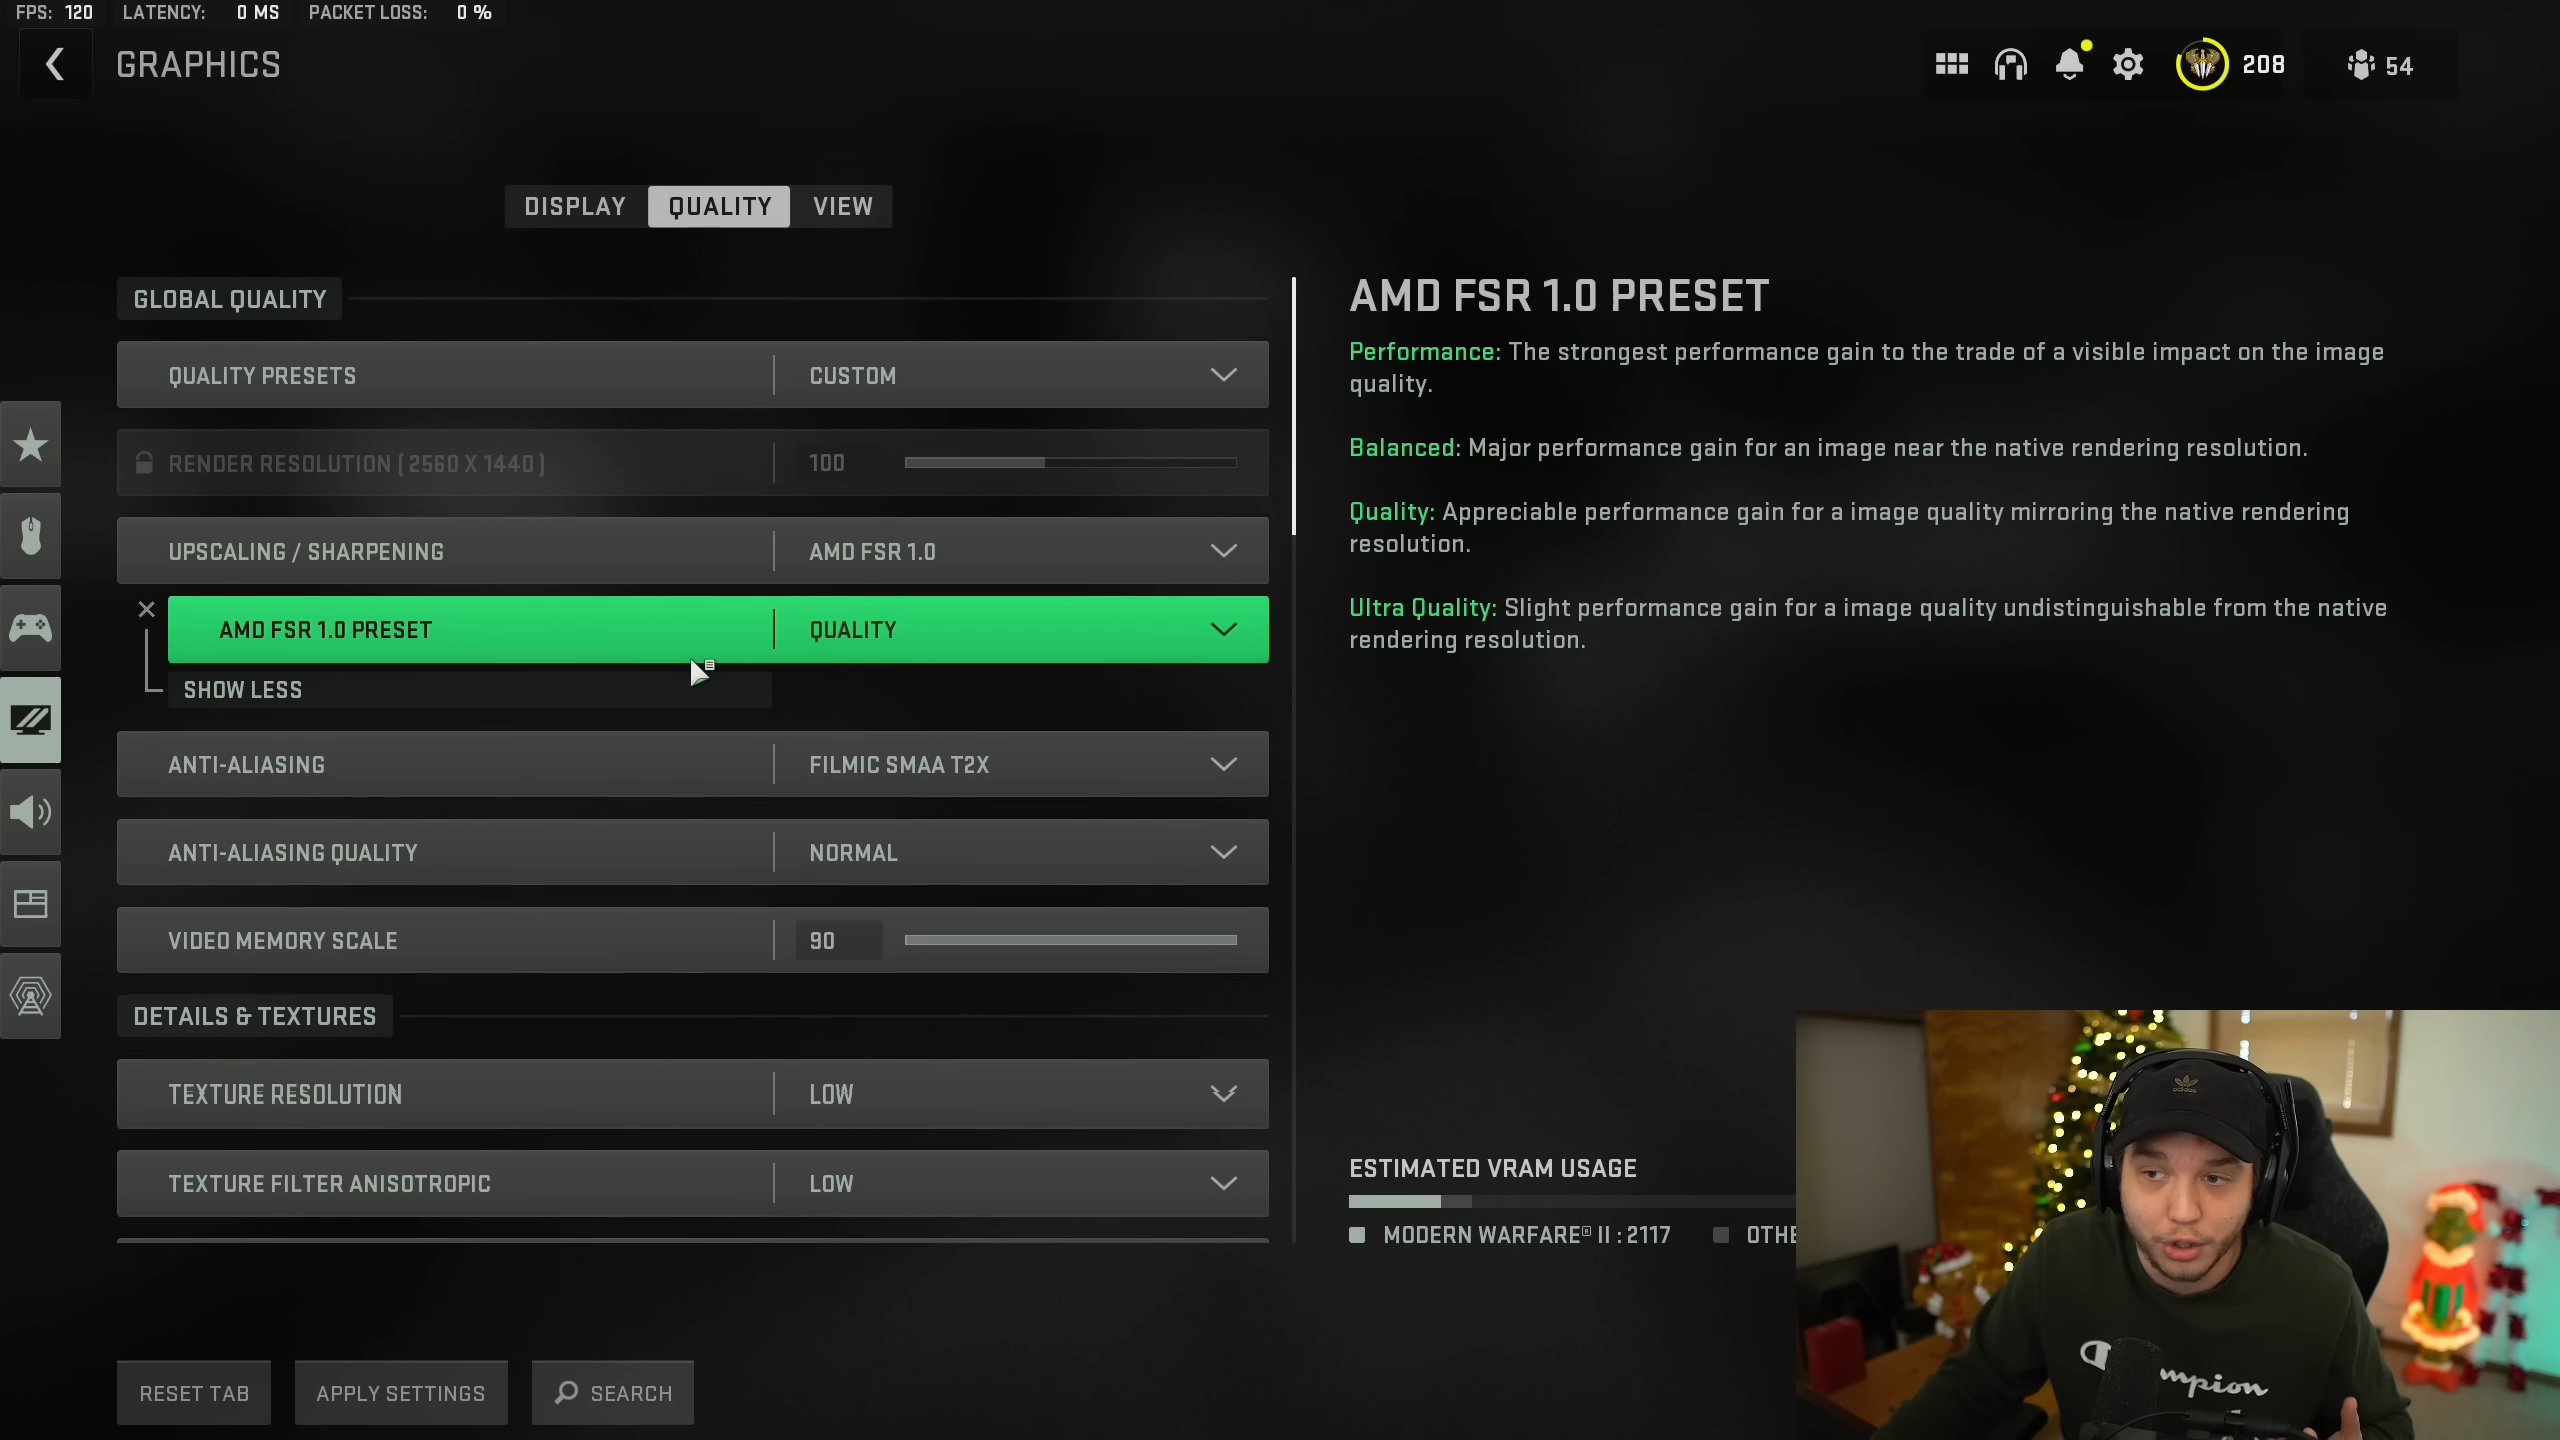 FPS: 120 LATENCY: 0 MS PACKET LOSS: 0 %
GRAPHICS
208
54
DISPLAY QUALITY VIEW
GLOBAL QUALITY
QUALITY PRESETS CUSTOM
RENDER RESOLUTION ( 2560 X 1440 ) 100
UPSCALING / SHARPENING AMD FSR 1.0
AMD FSR 1.0 PRESET QUALITY
SHOW LESS
ANTI-ALIASING FILMIC SMAA T2X
ANTI-ALIASING QUALITY NORMAL
VIDEO MEMORY SCALE 90
DETAILS & TEXTURES
TEXTURE RESOLUTION LOW
TEXTURE FILTER ANISOTROPIC LOW
RESET TAB APPLY SETTINGS SEARCH
AMD FSR 1.0 PRESET
Performance: The strongest performance gain to the trade of a visible impact on the image
quality.
Balanced: Major performance gain for an image near the native rendering resolution.
Quality: Appreciable performance gain for a image quality mirroring the native rendering
resolution.
Ultra Quality: Slight performance gain for a image quality undistinguishable from the native
rendering resolution.
ESTIMATED VRAM USAGE
MODERN WARFARE® II : 2117 OTHE
adidas
mpion